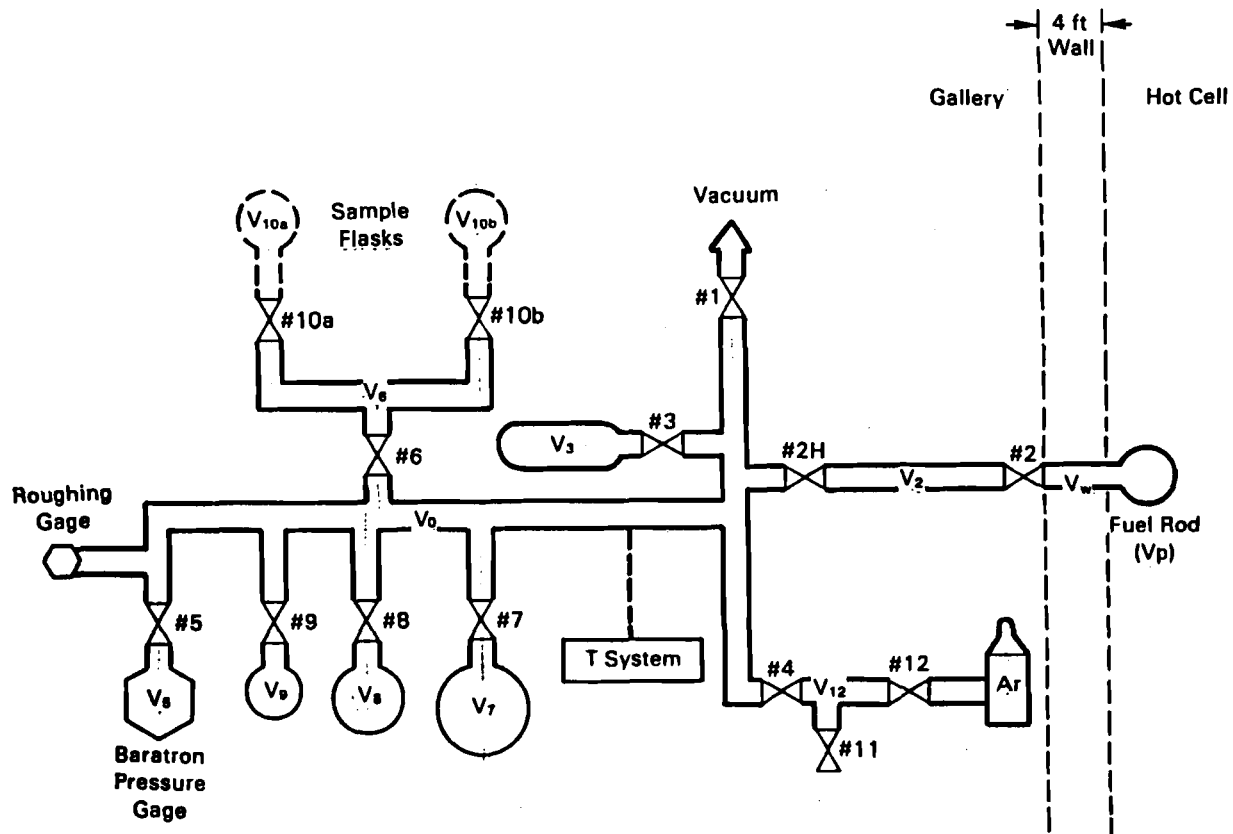 4 ft
Wall
Gallery
Hot Cell
Vacuum
V10a
Sample
Flasks
V10b
#1
#10a
#10b
V6
#3
V3
#2H
#2
#6
V2
Vw
Roughing
Gage
V0
Fuel Rod
(Vp)
#5
#9
#8
#7
T System
#4
#12
V12
Ar
V5
V9
V8
V7
#11
Baratron
Pressure
Gage